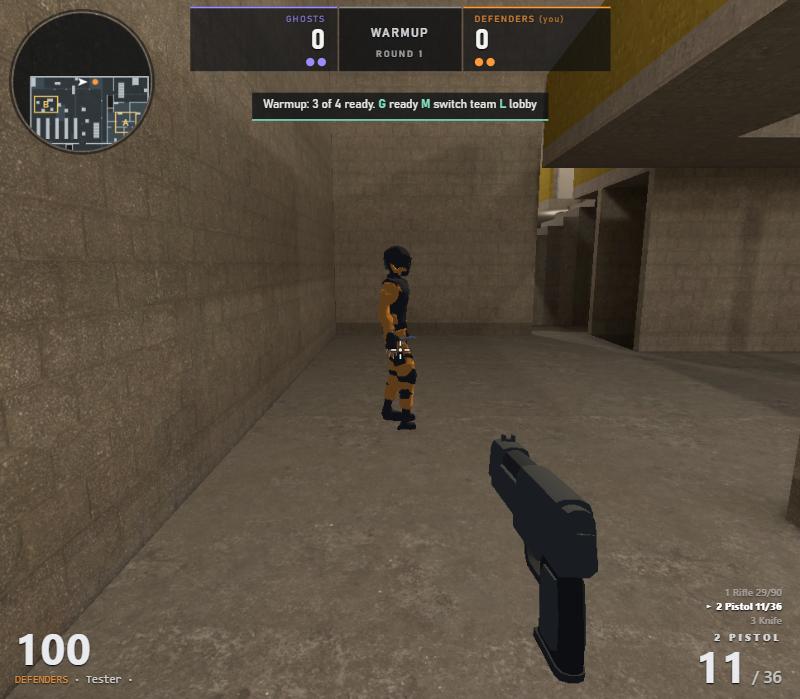 GHOSTS
0
WARMUP
ROUND 1
DEFENDERS (you)
0
Warmup: 3 of 4 ready. G ready M switch team L lobby
B
A
1 Rifle 29/90
▸ 2 Pistol 11/36
3 Knife
2 PISTOL
11 / 36
100
DEFENDERS · Tester ·